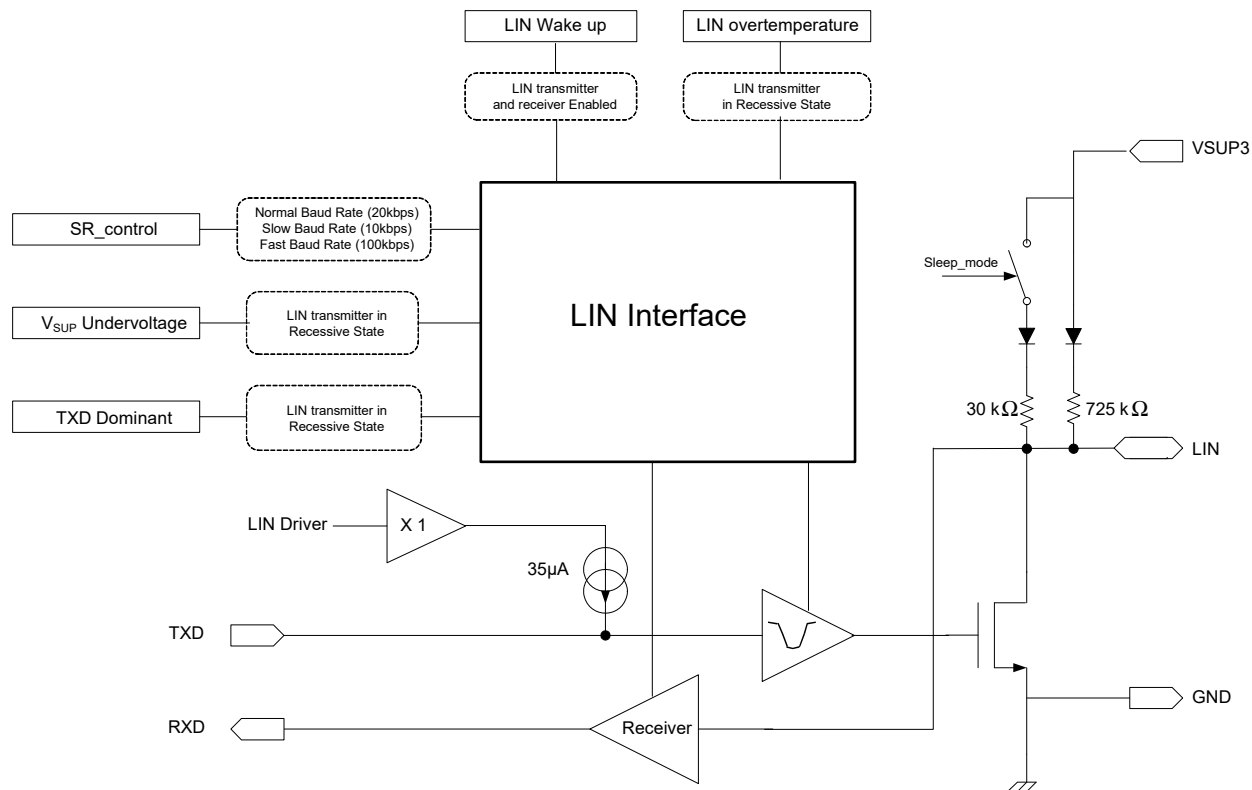 LIN Wake up
LIN overtemperature
LIN transmitter
and receiver Enabled
LIN transmitter
in Recessive State
VSUP3
SR_control
Normal Baud Rate (20kbps)
Slow Baud Rate (10kbps)
Fast Baud Rate (100kbps)
Sleep_mode
LIN Interface
VSUP Undervoltage
LIN transmitter in
Recessive State
TXD Dominant
LIN transmitter in
Recessive State
30 kΩ
725 kΩ
LIN
LIN Driver
X 1
35µA
TXD
GND
RXD
Receiver